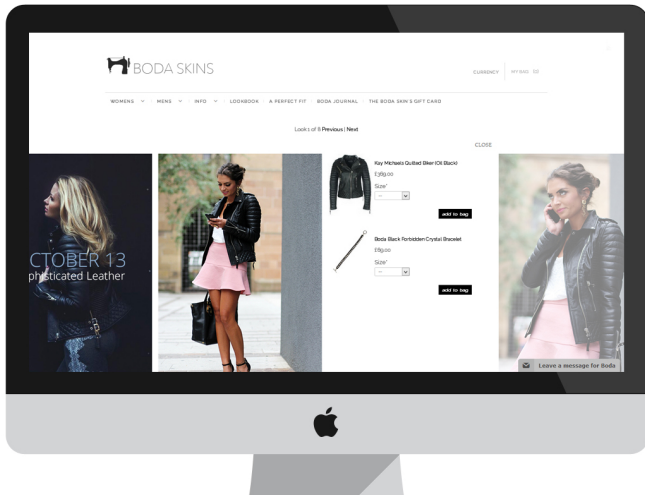 BODA SKINS
CURRENCY
MY BAG
WOMENS
MENS
INFO
LOOKBOOK
A PERFECT FIT
BODA JOURNAL
THE BODA SKINS GIFT CARD
Look 1 of 8 Previous | Next
CLOSE
Kay Michaels Quilted Biker (Oil Black)
£389.00
Size*
--
add to bag
Boda Black Forbidden Crystal Bracelet
£89.00
Size*
--
add to bag
CTOBER 13
phisticated Leather
Leave a message for Boda